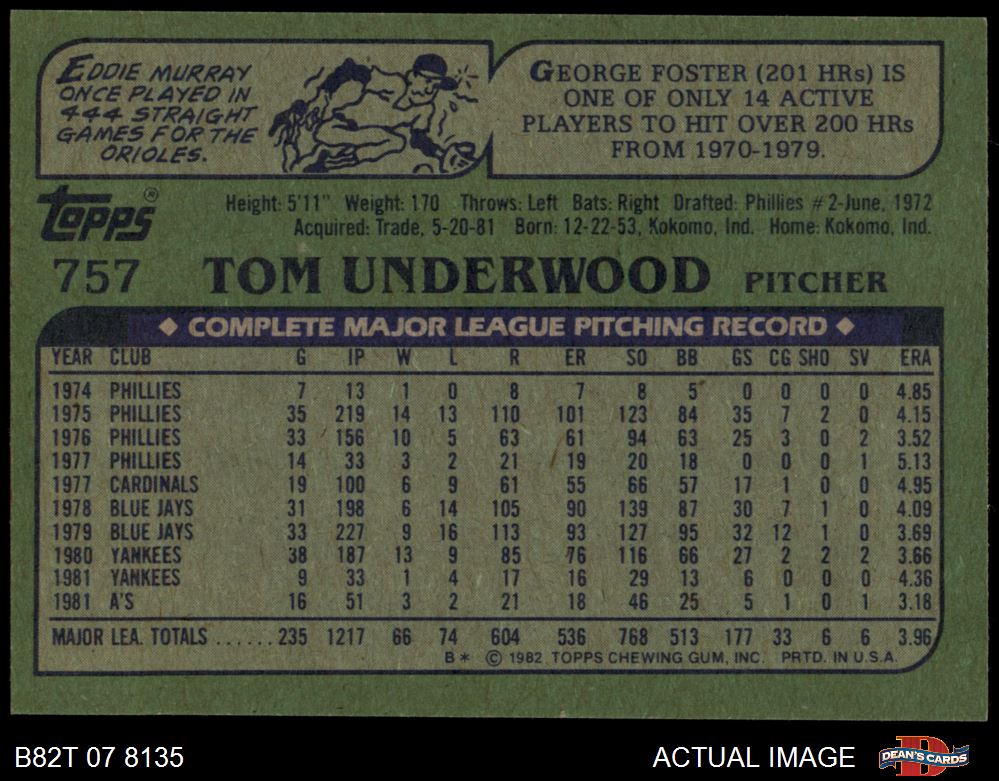 EDDIE MURRAY
ONCE PLAYED IN
444 STRAIGHT
GAMES FOR THE
ORIOLES.
GEORGE FOSTER (201 HRs) IS
ONE OF ONLY 14 ACTIVE
PLAYERS TO HIT OVER 200 HRs
FROM 1970-1979.
topps®
Height: 5'11" Weight: 170 Throws: Left Bats: Right Drafted: Phillies #2-June, 1972
Acquired: Trade, 5-20-81 Born: 12-22-53, Kokomo, Ind. Home: Kokomo, Ind.
757 TOM UNDERWOOD PITCHER
◆ COMPLETE MAJOR LEAGUE PITCHING RECORD ◆
YEAR CLUB G IP W L R ER SO BB GS CG SHO SV ERA
1974 PHILLIES 7 13 1 0 8 7 8 5 0 0 0 0 4.85
1975 PHILLIES 35 219 14 13 110 101 123 84 35 7 2 0 4.15
1976 PHILLIES 33 156 10 5 63 61 94 63 25 3 0 2 3.52
1977 PHILLIES 14 33 3 2 21 19 20 18 0 0 0 1 5.13
1977 CARDINALS 19 100 6 9 61 55 66 57 17 1 0 0 4.95
1978 BLUE JAYS 31 198 6 14 105 90 139 87 30 7 1 0 4.09
1979 BLUE JAYS 33 227 9 16 113 93 127 95 32 12 1 0 3.69
1980 YANKEES 38 187 13 9 85 76 116 66 27 2 2 2 3.66
1981 YANKEES 9 33 1 4 17 16 29 13 6 0 0 0 4.36
1981 A'S 16 51 3 2 21 18 46 25 5 1 0 1 3.18
MAJOR LEA. TOTALS ......235 1217 66 74 604 536 768 513 177 33 6 6 3.96
B* © 1982 TOPPS CHEWING GUM, INC. PRTD. IN U.S.A.
B82T 07 8135
ACTUAL IMAGE
D
DEAN'S CARDS